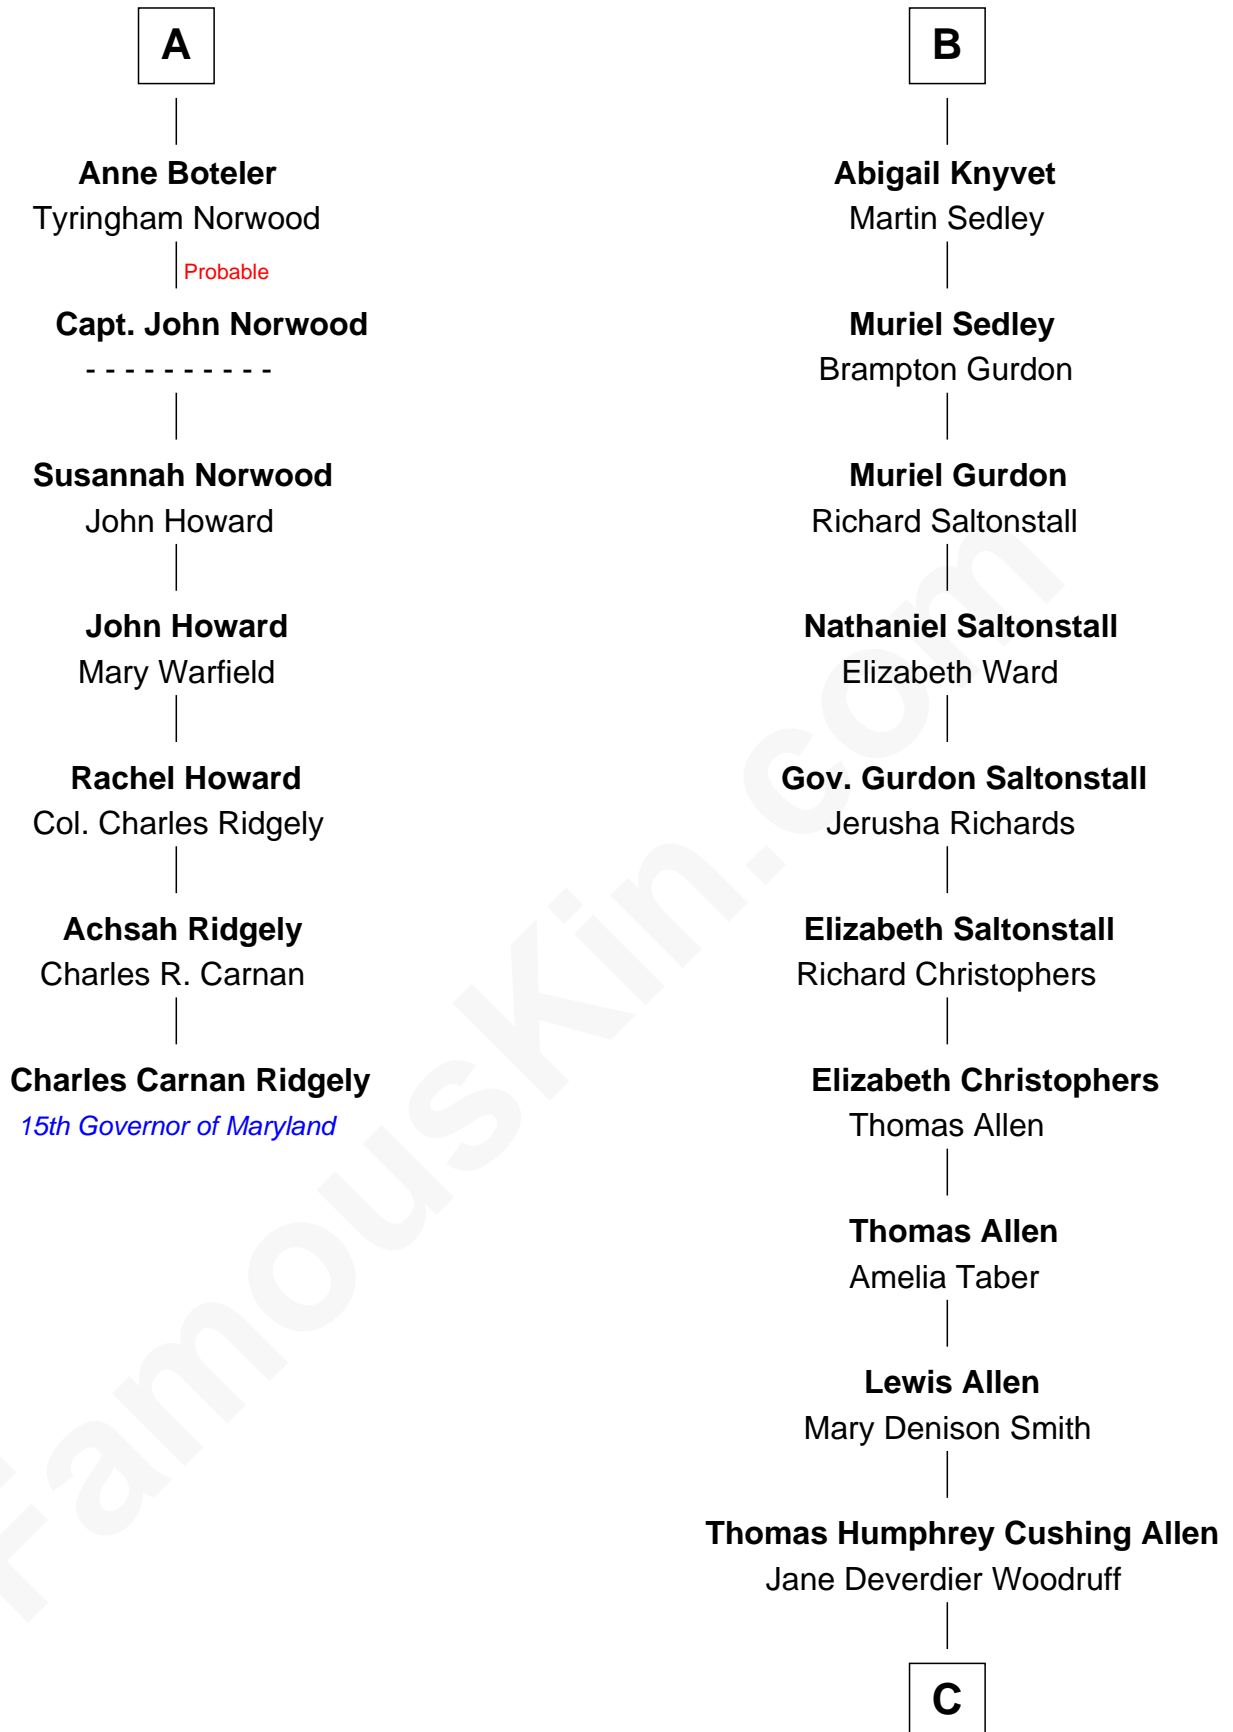 A
Anne Boteler
Tyringham Norwood
Probable
Capt. John Norwood
- - - - - - - - - -
Susannah Norwood
John Howard
John Howard
Mary Warfield
Rachel Howard
Col. Charles Ridgely
Achsah Ridgely
Charles R. Carnan
Charles Carnan Ridgely
15th Governor of Maryland
B
Abigail Knyvet
Martin Sedley
Muriel Sedley
Brampton Gurdon
Muriel Gurdon
Richard Saltonstall
Nathaniel Saltonstall
Elizabeth Ward
Gov. Gurdon Saltonstall
Jerusha Richards
Elizabeth Saltonstall
Richard Christophers
Elizabeth Christophers
Thomas Allen
Thomas Allen
Amelia Taber
Lewis Allen
Mary Denison Smith
Thomas Humphrey Cushing Allen
Jane Deverdier Woodruff
C
FamousKin.com